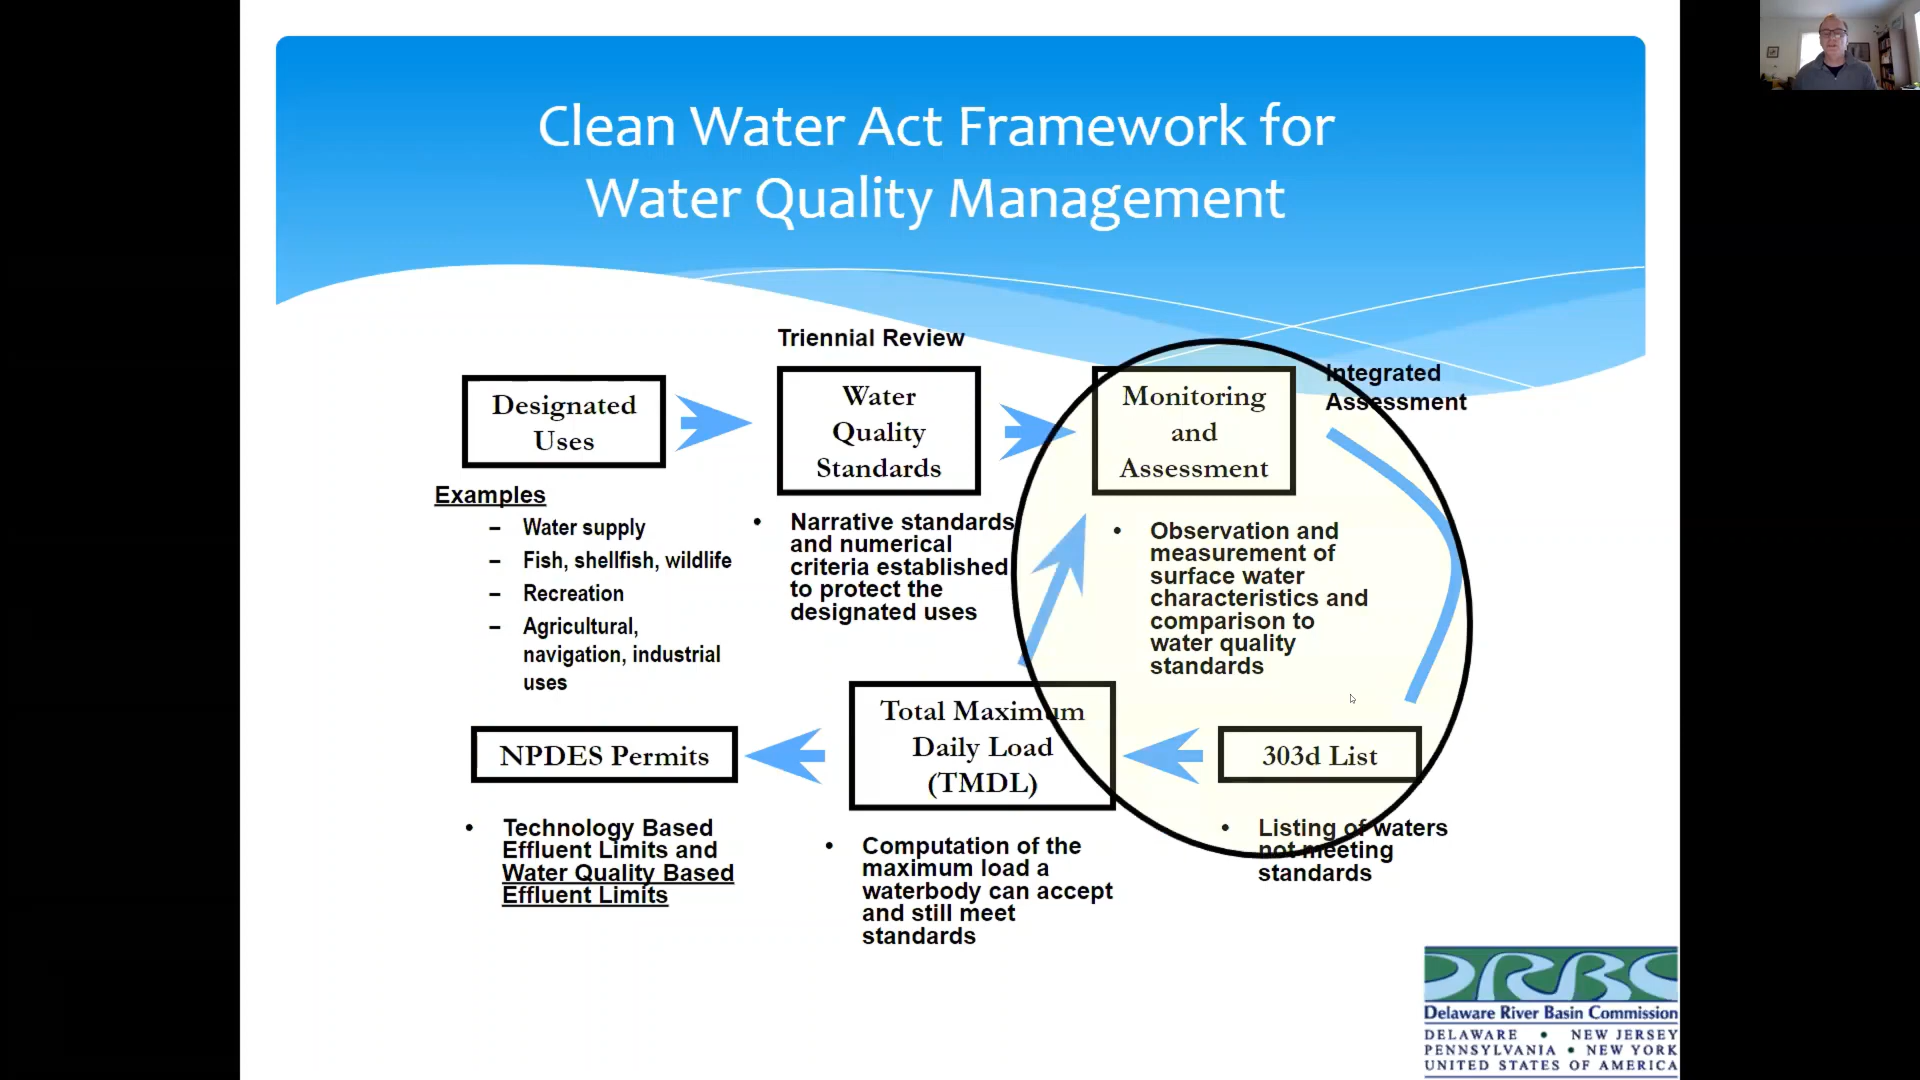 Clean Water Act Framework for
Water Quality Management
Triennial Review
Integrated
Assessment
Designated
Uses
Water
Quality
Standards
Monitoring
and
Assessment
Examples
– Water supply
– Fish, shellfish, wildlife
– Recreation
– Agricultural,
navigation, industrial
uses
• Narrative standards
and numerical
criteria established
to protect the
designated uses
• Observation and
measurement of
surface water
characteristics and
comparison to
water quality
standards
NPDES Permits
Total Maximum
Daily Load
(TMDL)
303d List
• Technology Based
Effluent Limits and
Water Quality Based
Effluent Limits
• Computation of the
maximum load a
waterbody can accept
and still meet
standards
• Listing of waters
not meeting
standards
DRBC
Delaware River Basin Commission
DELAWARE • NEW JERSEY
PENNSYLVANIA • NEW YORK
UNITED STATES OF AMERICA